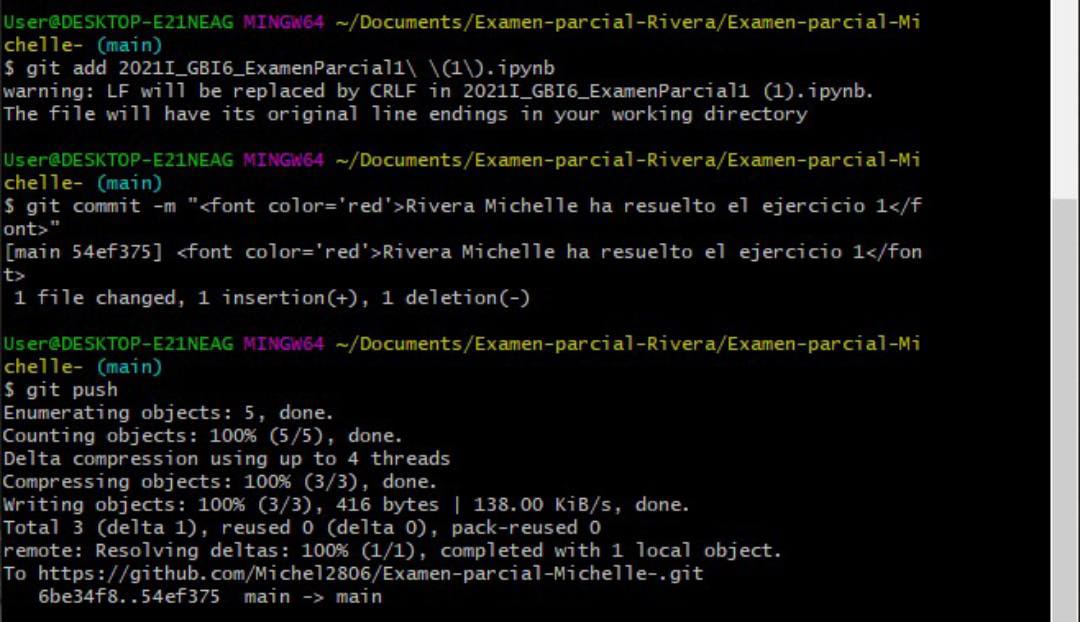 User@DESKTOP-E21NEAG MINGW64 ~/Documents/Examen-parcial-Rivera/Examen-parcial-Mi
chelle- (main)
$ git add 2021I_GBI6_ExamenParcial1\ \(1\).ipynb
warning: LF will be replaced by CRLF in 2021I_GBI6_ExamenParcial1 (1).ipynb.
The file will have its original line endings in your working directory
User@DESKTOP-E21NEAG MINGW64 ~/Documents/Examen-parcial-Rivera/Examen-parcial-Mi
chelle- (main)
$ git commit -m "<font color='red'>Rivera Michelle ha resuelto el ejercicio 1</f
ont>"
[main 54ef375] <font color='red'>Rivera Michelle ha resuelto el ejercicio 1</fon
t>
 1 file changed, 1 insertion(+), 1 deletion(-)
User@DESKTOP-E21NEAG MINGW64 ~/Documents/Examen-parcial-Rivera/Examen-parcial-Mi
chelle- (main)
$ git push
Enumerating objects: 5, done.
Counting objects: 100% (5/5), done.
Delta compression using up to 4 threads
Compressing objects: 100% (3/3), done.
Writing objects: 100% (3/3), 416 bytes | 138.00 KiB/s, done.
Total 3 (delta 1), reused 0 (delta 0), pack-reused 0
remote: Resolving deltas: 100% (1/1), completed with 1 local object.
To https://github.com/Michel2806/Examen-parcial-Michelle-.git
   6be34f8..54ef375  main -> main